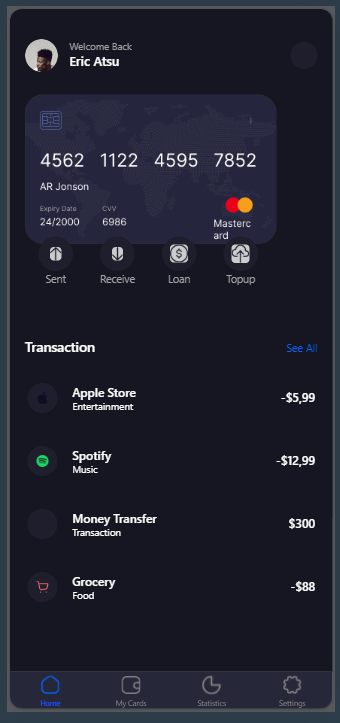 Welcome Back
Eric Atsu
4562 1122 4595 7852
AR Jonson
Expiry Date CVV
24/2000 6986
Masterc
ard
Sent Receive Loan Topup
Transaction See All
Apple Store -$5,99
Entertainment
Spotify -$12,99
Music
Money Transfer $300
Transaction
Grocery -$88
Food
Home My Cards Statistics Settings